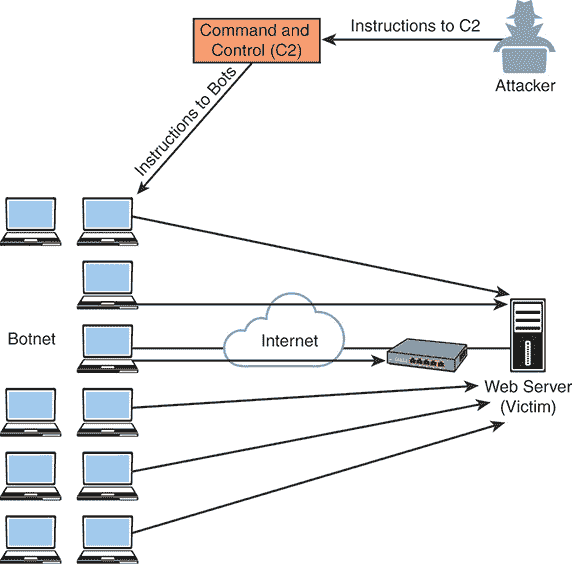 Command and
Control (C2)
Instructions to C2
Attacker
Instructions to Bots
Botnet
Internet
Web Server
(Victim)